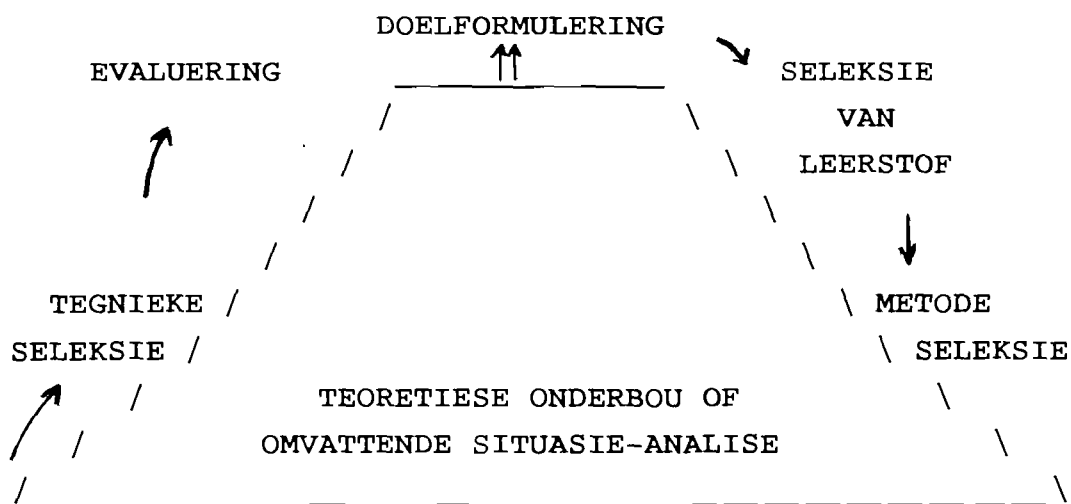 DOELFORMULERING
EVALUERING
SELEKSIE
VAN
LEERSTOF
TEGNIEKE
SELEKSIE
METODE
SELEKSIE
TEORETIESE ONDERBOU OF
OMVATTENDE SITUASIE-ANALISE